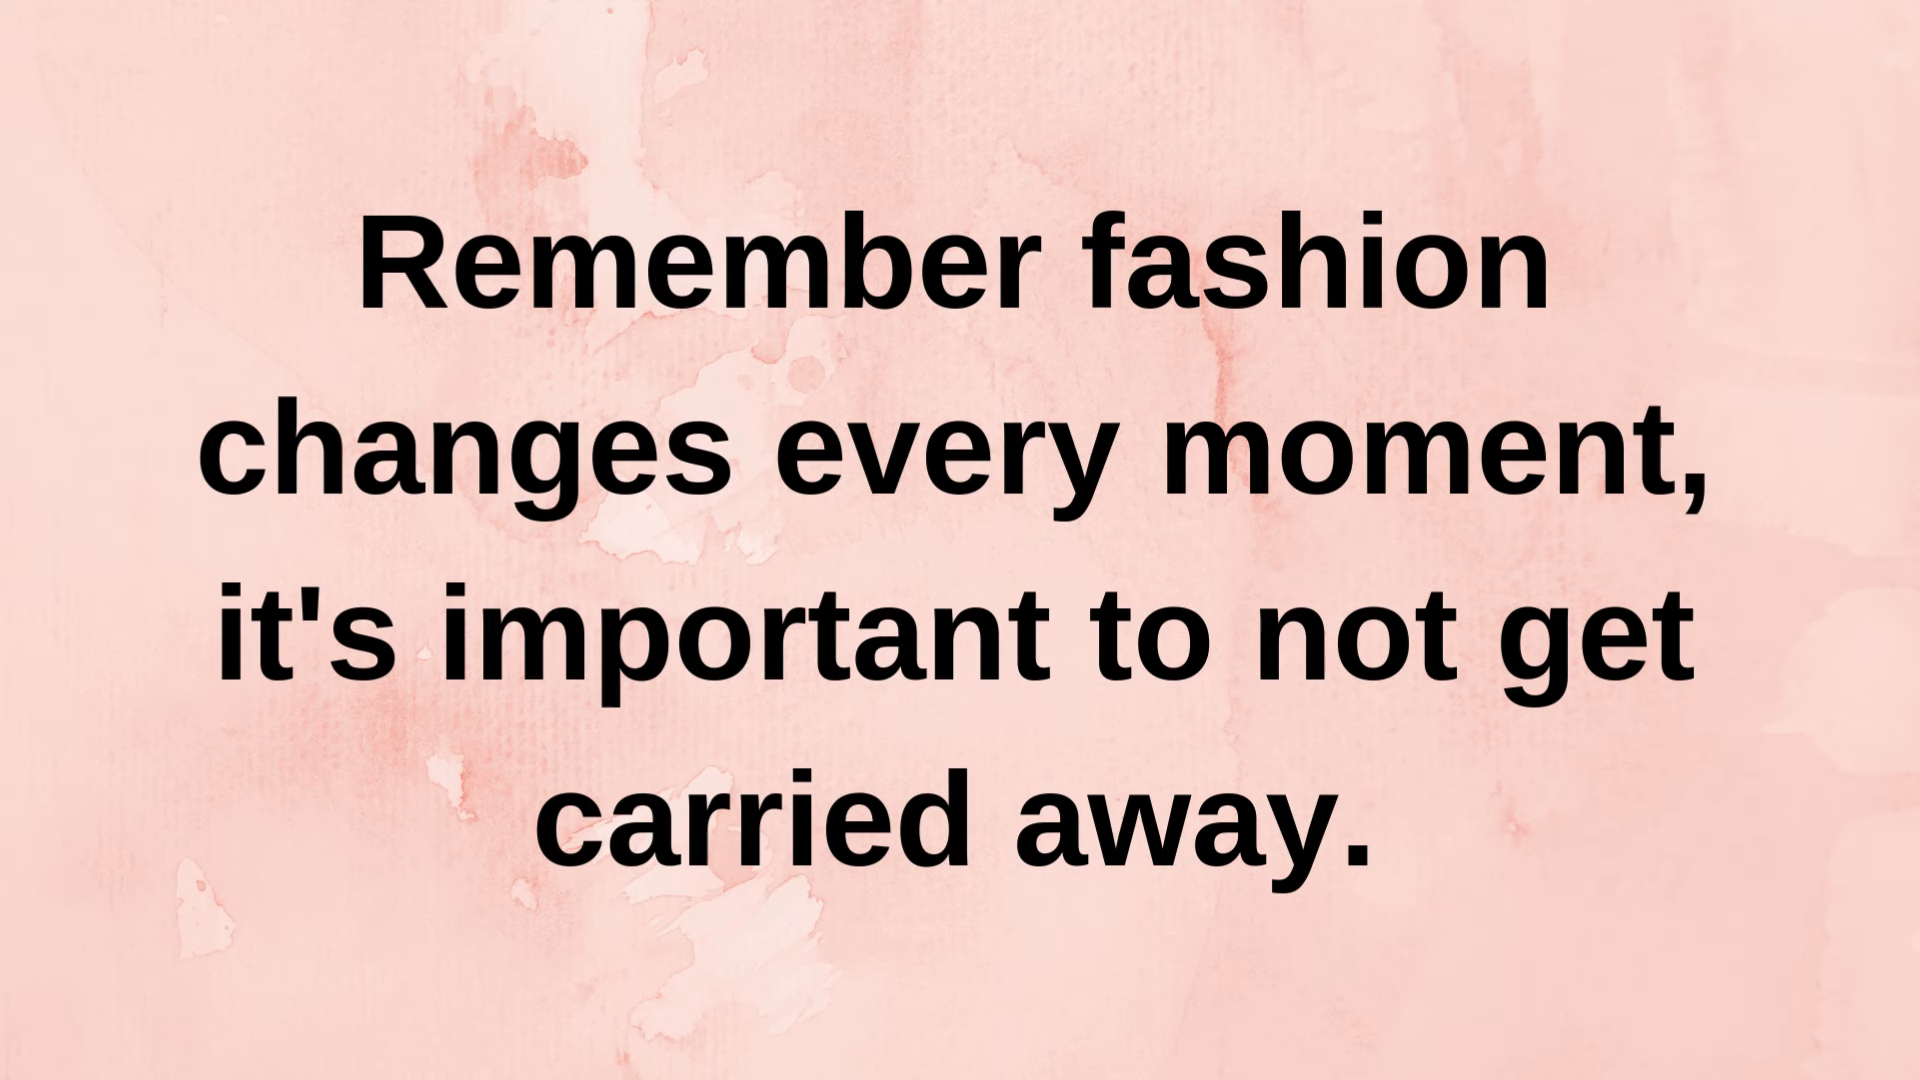 Remember fashion
changes every moment,
it's important to not get
carried away.